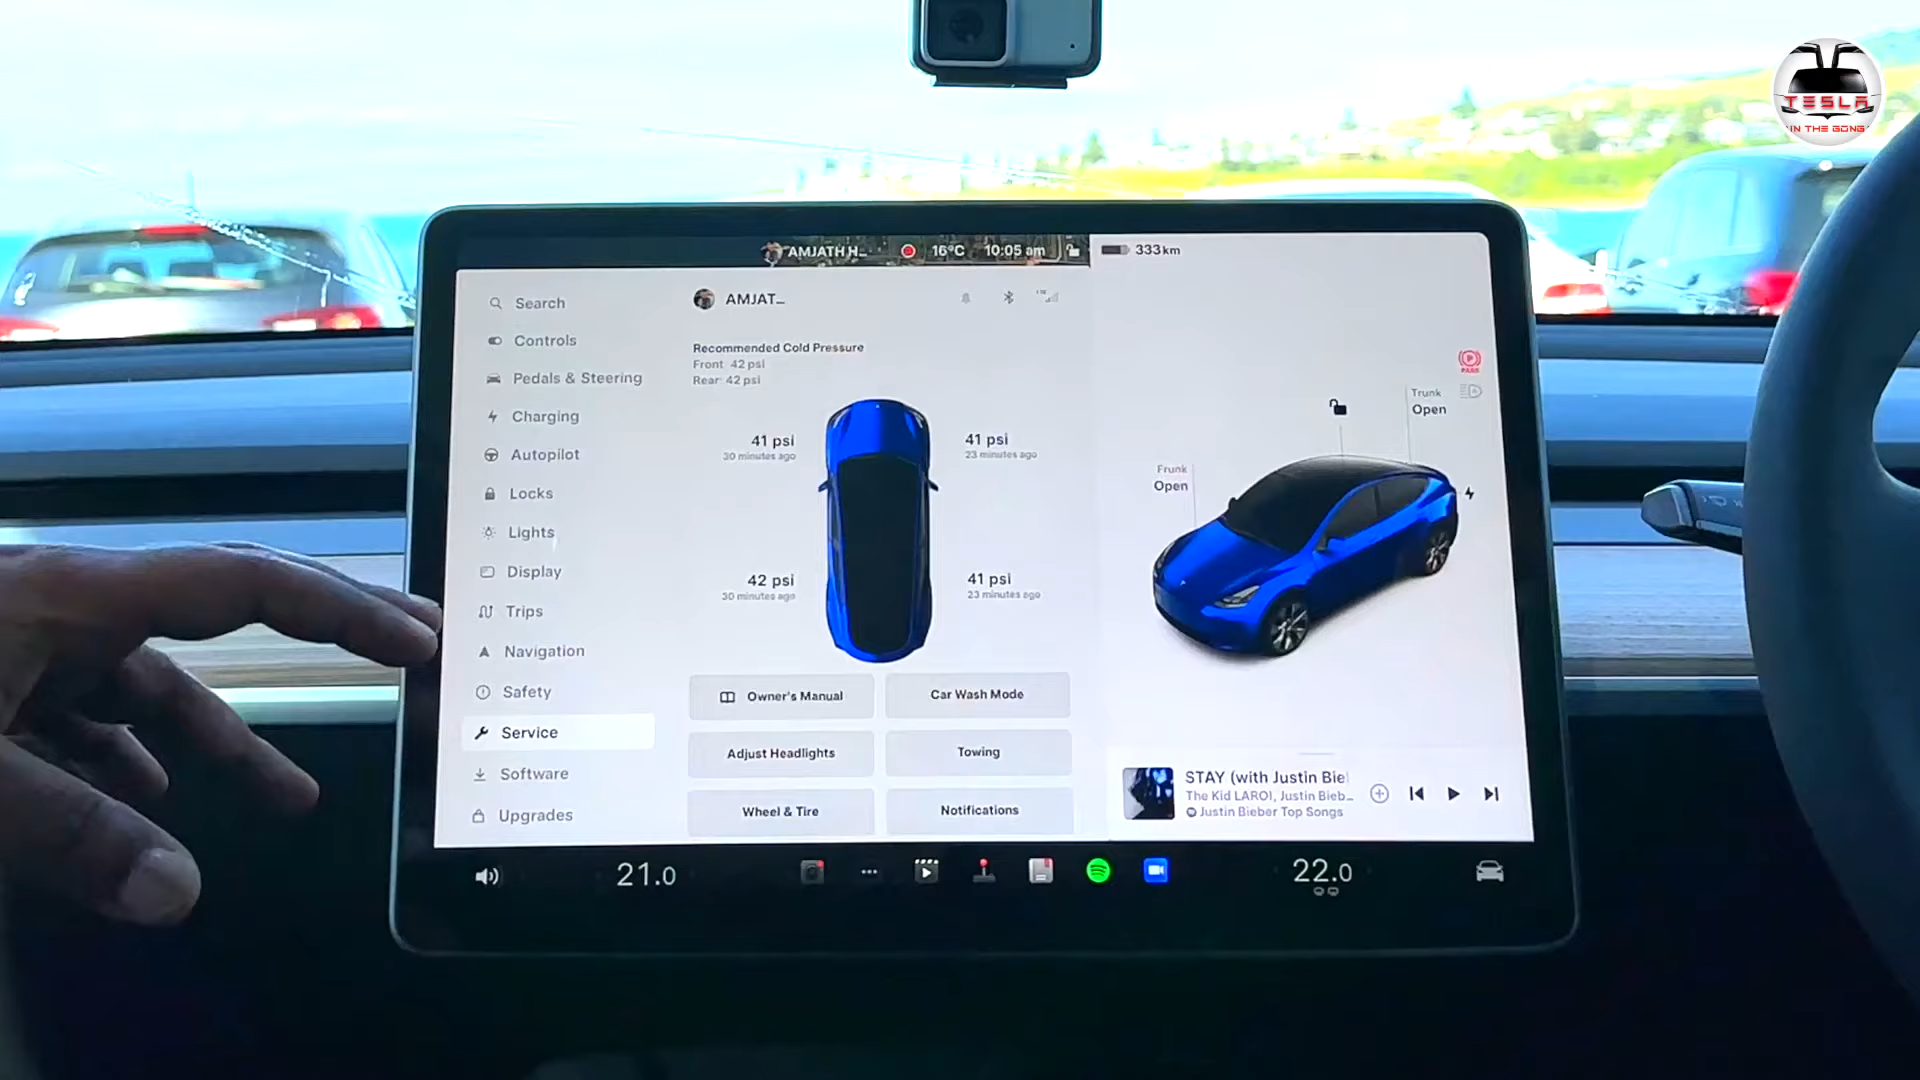 TESLA
IN THE GONG
AMJATH H... 16°C 10:05 am
333km
Search
Controls
Pedals & Steering
Charging
Autopilot
Locks
Lights
Display
Trips
Navigation
Safety
Service
Software
Upgrades
AMJAT...
LTE
Recommended Cold Pressure
Front 42 psi
Rear: 42 psi
41 psi
30 minutes ago
41 psi
23 minutes ago
42 psi
30 minutes ago
41 psi
23 minutes ago
Owner's Manual
Car Wash Mode
Adjust Headlights
Towing
Wheel & Tire
Notifications
PARK
Trunk
Open
Frunk
Open
STAY (with Justin Bie
The Kid LAROI, Justin Bieb...
Justin Bieber Top Songs
21.0
22.0